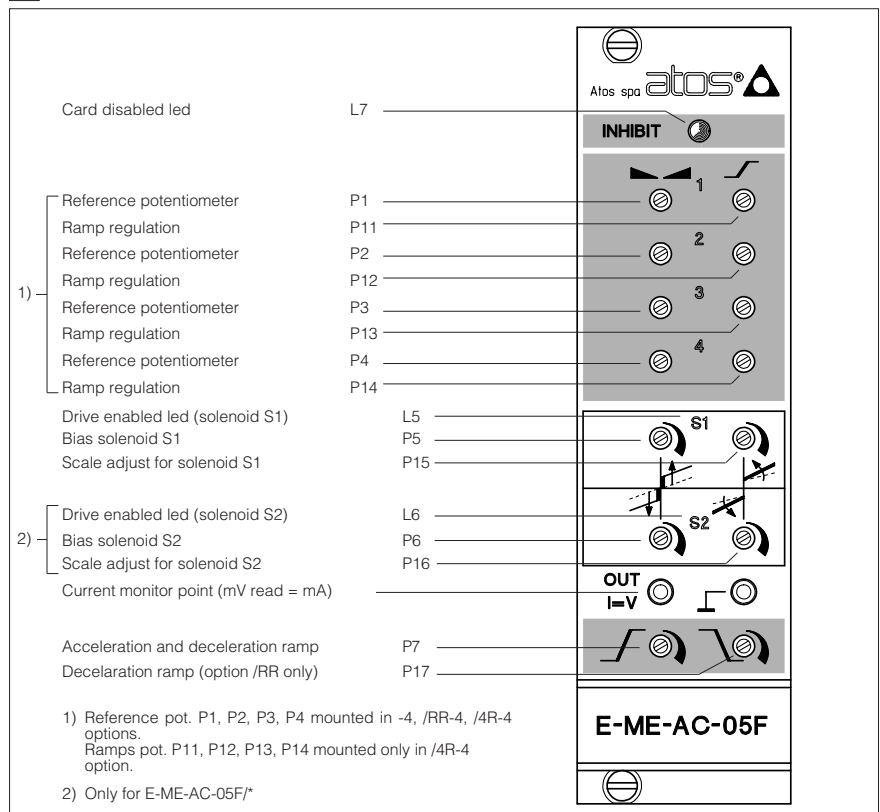 Atos spa atos®
Card disabled led L7
INHIBIT
1
Reference potentiometer P1
Ramp regulation P11
2
Reference potentiometer P2
Ramp regulation P12
1)
3
Reference potentiometer P3
Ramp regulation P13
4
Reference potentiometer P4
Ramp regulation P14
Drive enabled led (solenoid S1) L5
S1
Bias solenoid S1 P5
Scale adjust for solenoid S1 P15
Drive enabled led (solenoid S2) L6
S2
2)
Bias solenoid S2 P6
Scale adjust for solenoid S2 P16
OUT
I=V
Current monitor point (mV read = mA)
Acceleration and deceleration ramp P7
Decelaration ramp (option /RR only) P17
1) Reference pot. P1, P2, P3, P4 mounted in -4, /RR-4, /4R-4
options.
Ramps pot. P11, P12, P13, P14 mounted only in /4R-4
option.
2) Only for E-ME-AC-05F/*
E-ME-AC-05F